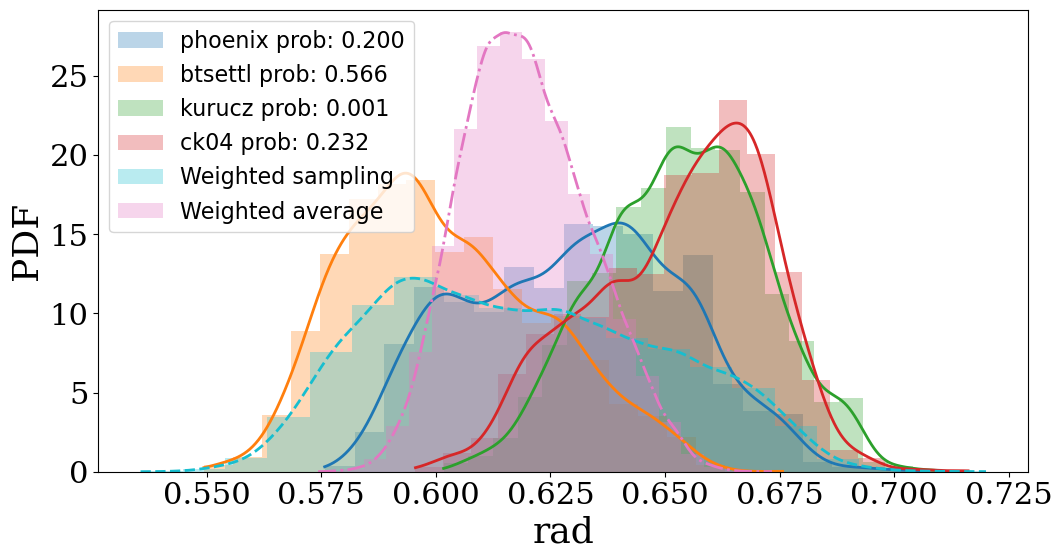 phoenix prob: 0.200
btsettl prob: 0.566
kurucz prob: 0.001
ck04 prob: 0.232
Weighted sampling
Weighted average
PDF
25
20
15
10
5
0
0.550 0.575 0.600 0.625 0.650 0.675 0.700 0.725
rad